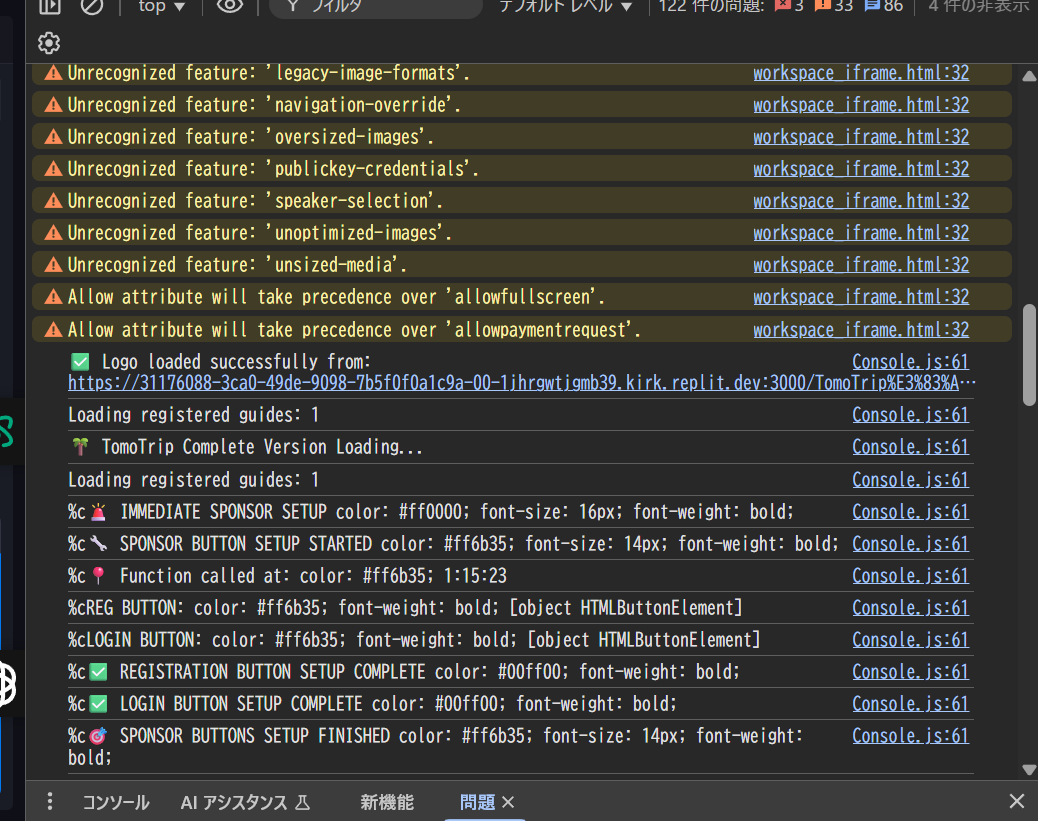 top ▼ フィルタ デフォルト レベル ▼ 122 件の問題: 3 33 86 4 件の非表示
Unrecognized feature: 'legacy-image-formats'. workspace_iframe.html:32
Unrecognized feature: 'navigation-override'. workspace_iframe.html:32
Unrecognized feature: 'oversized-images'. workspace_iframe.html:32
Unrecognized feature: 'publickey-credentials'. workspace_iframe.html:32
Unrecognized feature: 'speaker-selection'. workspace_iframe.html:32
Unrecognized feature: 'unoptimized-images'. workspace_iframe.html:32
Unrecognized feature: 'unsized-media'. workspace_iframe.html:32
Allow attribute will take precedence over 'allowfullscreen'. workspace_iframe.html:32
Allow attribute will take precedence over 'allowpaymentrequest'. workspace_iframe.html:32
✅ Logo loaded successfully from: Console.js:61
https://31176088-3ca0-49de-9098-7b5f0f0a1c9a-00-1jhrgwtjgmb39.kirk.replit.dev:3000/TomoTrip%E3%83%A…
Loading registered guides: 1 Console.js:61
🌴 TomoTrip Complete Version Loading... Console.js:61
Loading registered guides: 1 Console.js:61
%c🚨 IMMEDIATE SPONSOR SETUP color: #ff0000; font-size: 16px; font-weight: bold; Console.js:61
%c🔧 SPONSOR BUTTON SETUP STARTED color: #ff6b35; font-size: 14px; font-weight: bold; Console.js:61
%c📍 Function called at: color: #ff6b35; 1:15:23 Console.js:61
%cREG BUTTON: color: #ff6b35; font-weight: bold; [object HTMLButtonElement] Console.js:61
%cLOGIN BUTTON: color: #ff6b35; font-weight: bold; [object HTMLButtonElement] Console.js:61
%c✅ REGISTRATION BUTTON SETUP COMPLETE color: #00ff00; font-weight: bold; Console.js:61
%c✅ LOGIN BUTTON SETUP COMPLETE color: #00ff00; font-weight: bold; Console.js:61
%c🎯 SPONSOR BUTTONS SETUP FINISHED color: #ff6b35; font-size: 14px; font-weight: Console.js:61
bold;
コンソール AI アシスタンス 新機能 問題 ×